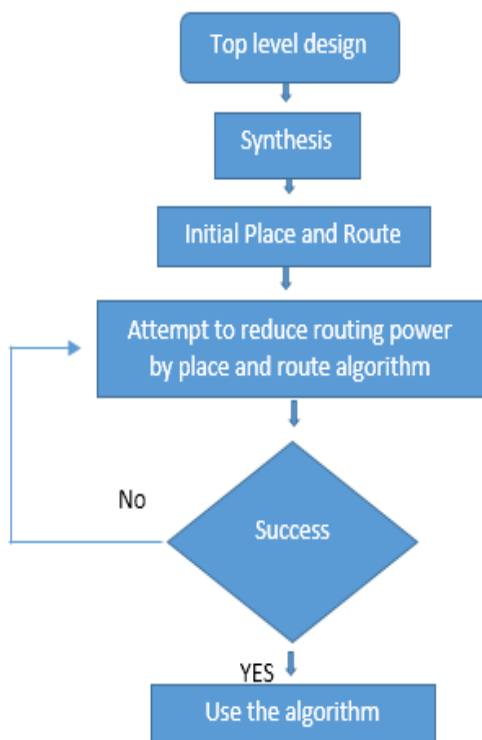 Top level design
Synthesis
Initial Place and Route
Attempt to reduce routing power
by place and route algorithm
No
Success
YES
Use the algorithm